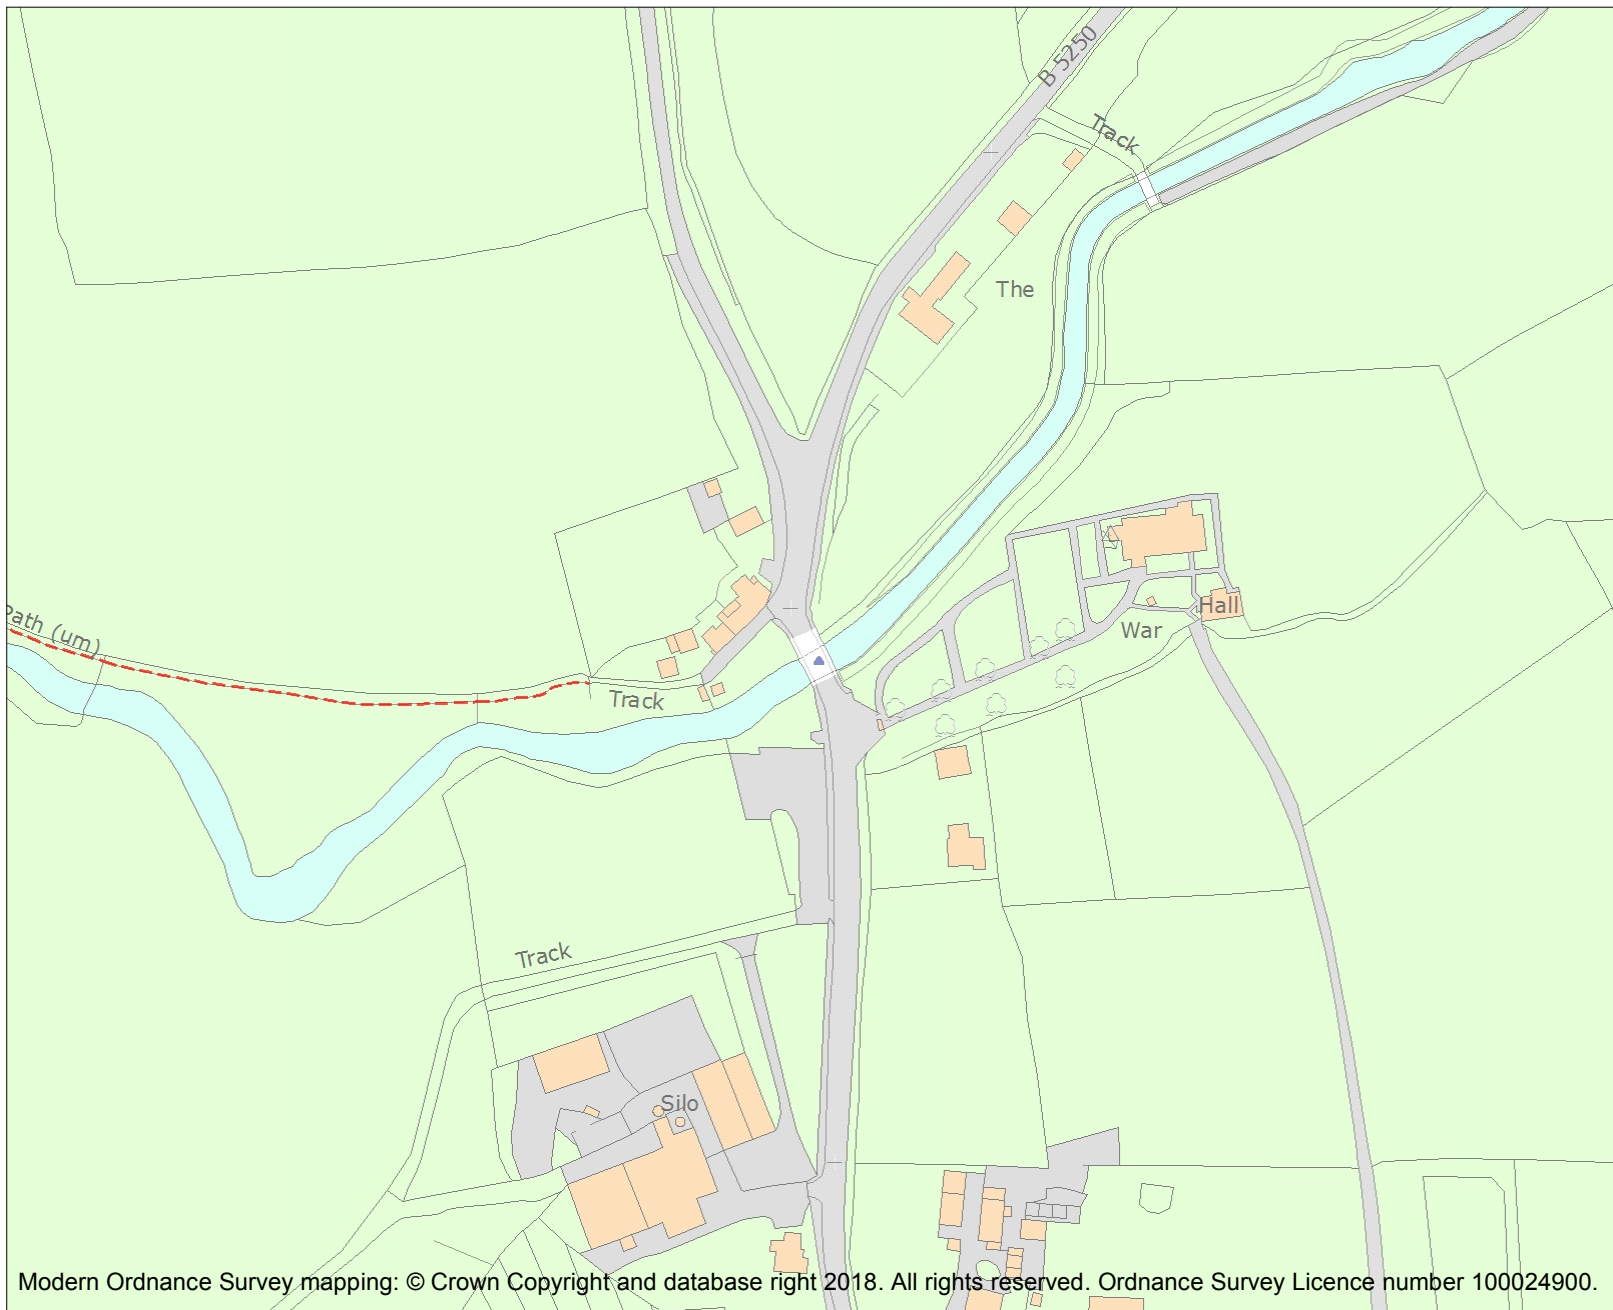 B 5250
Track
The
Hall
War
Path (um)
Track
Track
Silo
Modern Ordnance Survey mapping: © Crown Copyright and database right 2018. All rights reserved. Ordnance Survey Licence number 100024900.